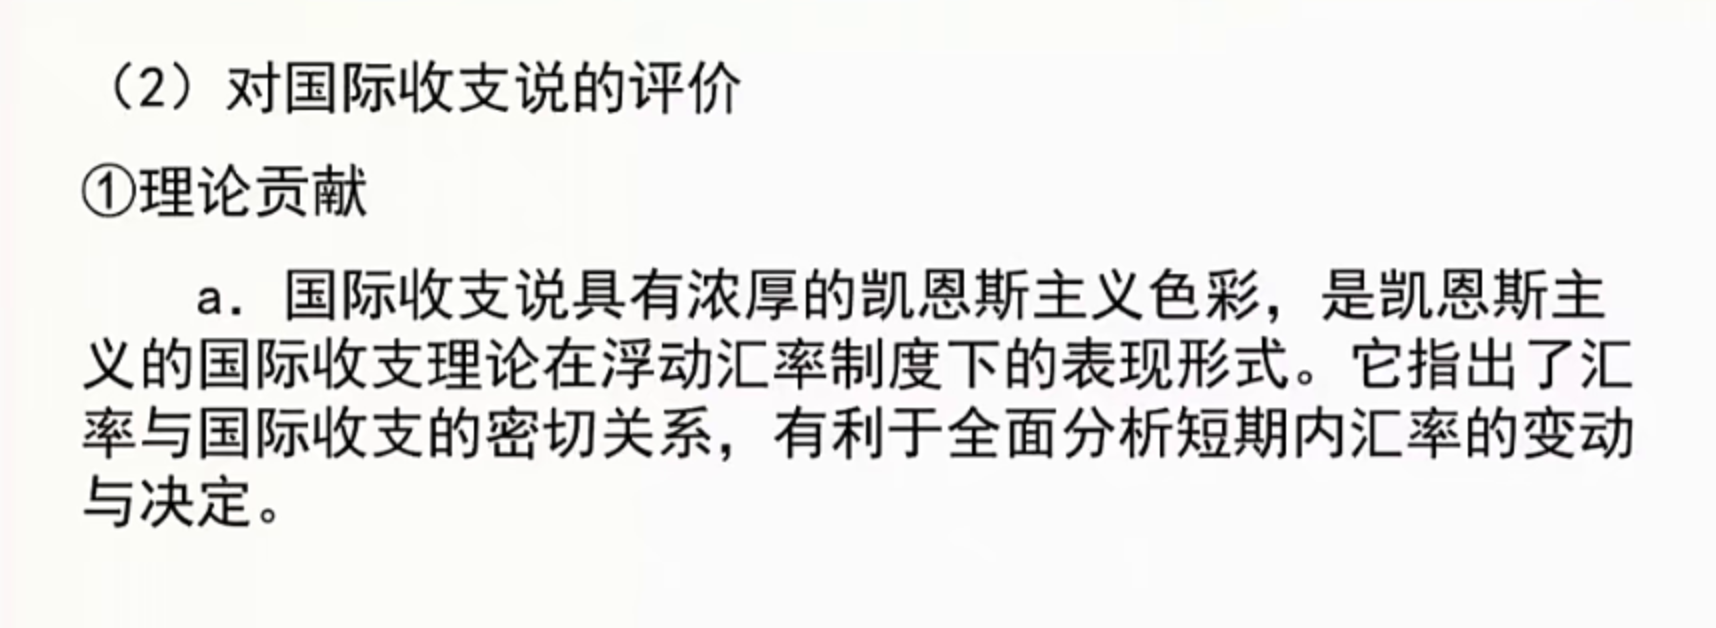 （2）对国际收支说的评价
①理论贡献
a. 国际收支说具有浓厚的凯恩斯主义色彩，是凯恩斯主
义的国际收支理论在浮动汇率制度下的表现形式。它指出了汇
率与国际收支的密切关系，有利于全面分析短期内汇率的变动
与决定。